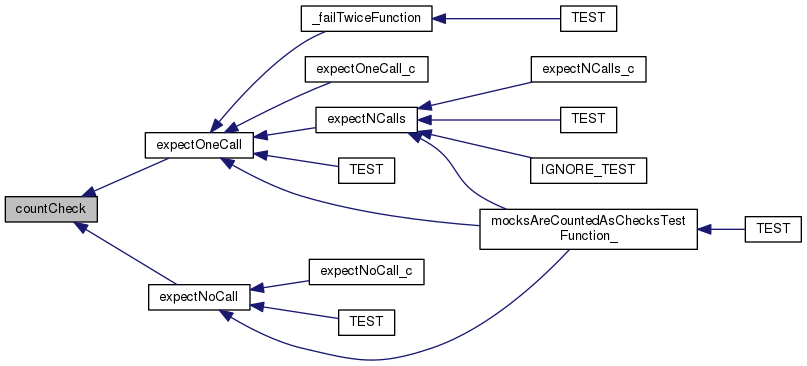 _failTwiceFunction
TEST
expectOneCall_c
expectNCalls_c
expectNCalls
TEST
expectOneCall
TEST
IGNORE_TEST
countCheck
mocksAreCountedAsChecksTest
Function_
TEST
expectNoCall_c
expectNoCall
TEST